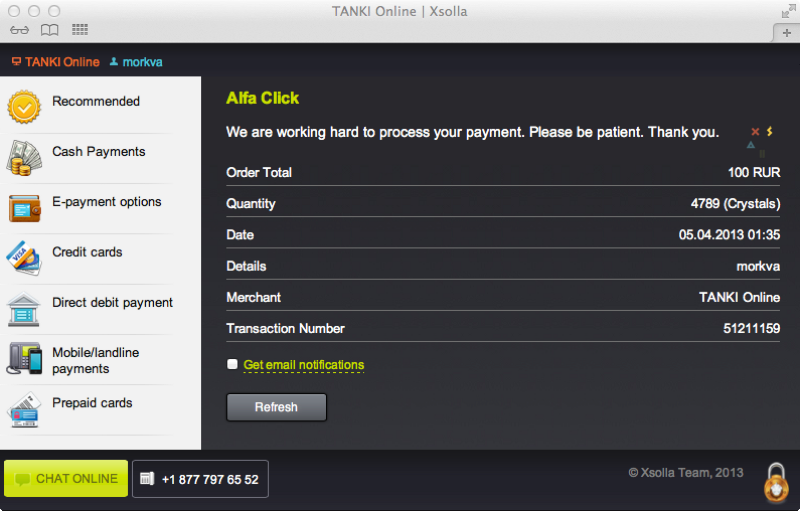 TANKI Online | Xsolla
TANKI Online morkva
Recommended
Cash Payments
E-payment options
Credit cards
VISA
Direct debit payment
Mobile/landline
payments
Prepaid cards
Alfa Click
We are working hard to process your payment. Please be patient. Thank you.
Order Total 100 RUR
Quantity 4789 (Crystals)
Date 05.04.2013 01:35
Details morkva
Merchant TANKI Online
Transaction Number 51211159
Get email notifications
Refresh
CHAT ONLINE +1 877 797 65 52
© Xsolla Team, 2013